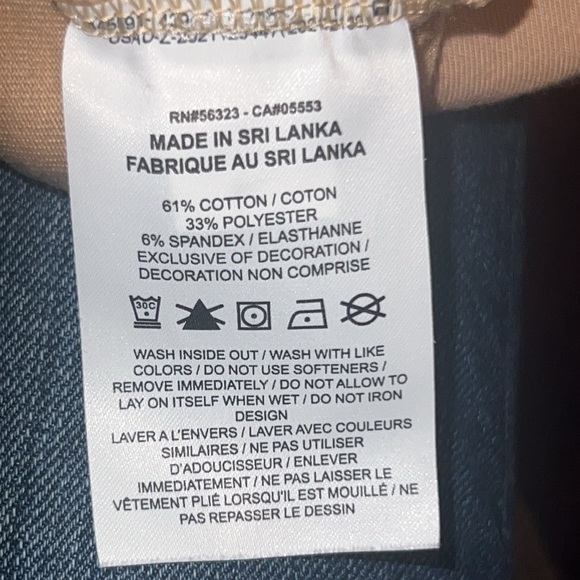 RN#56323 - CA#05553
MADE IN SRI LANKA
FABRIQUE AU SRI LANKA
61% COTTON / COTON
33% POLYESTER
6% SPANDEX / ELASTHANNE
EXCLUSIVE OF DECORATION /
DECORATION NON COMPRISE
30C
WASH INSIDE OUT / WASH WITH LIKE
COLORS / DO NOT USE SOFTENERS /
REMOVE IMMEDIATELY / DO NOT ALLOW TO
LAY ON ITSELF WHEN WET / DO NOT IRON
DESIGN
LAVER A L'ENVERS / LAVER AVEC COULEURS
SIMILAIRES / NE PAS UTILISER
D'ADOUCISSEUR / ENLEVER
IMMEDIATEMENT / NE PAS LAISSER LE
VÊTEMENT PLIÉ LORSQU'IL EST MOUILLÉ / NE
PAS REPASSER LE DESSIN